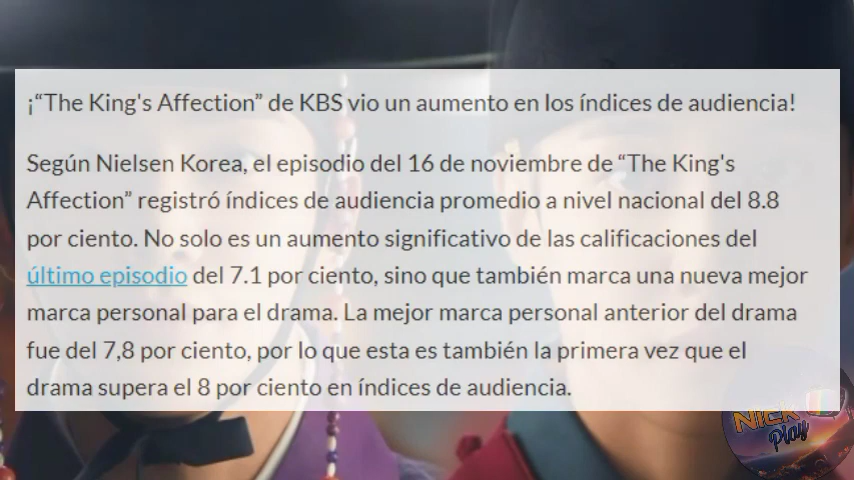 ¡“The King's Affection” de KBS vio un aumento en los índices de audiencia!
Según Nielsen Korea, el episodio del 16 de noviembre de “The King's
Affection” registró índices de audiencia promedio a nivel nacional del 8.8
por ciento. No solo es un aumento significativo de las calificaciones del
último episodio del 7.1 por ciento, sino que también marca una nueva mejor
marca personal para el drama. La mejor marca personal anterior del drama
fue del 7,8 por ciento, por lo que esta es también la primera vez que el
drama supera el 8 por ciento en índices de audiencia.
NICK
Play